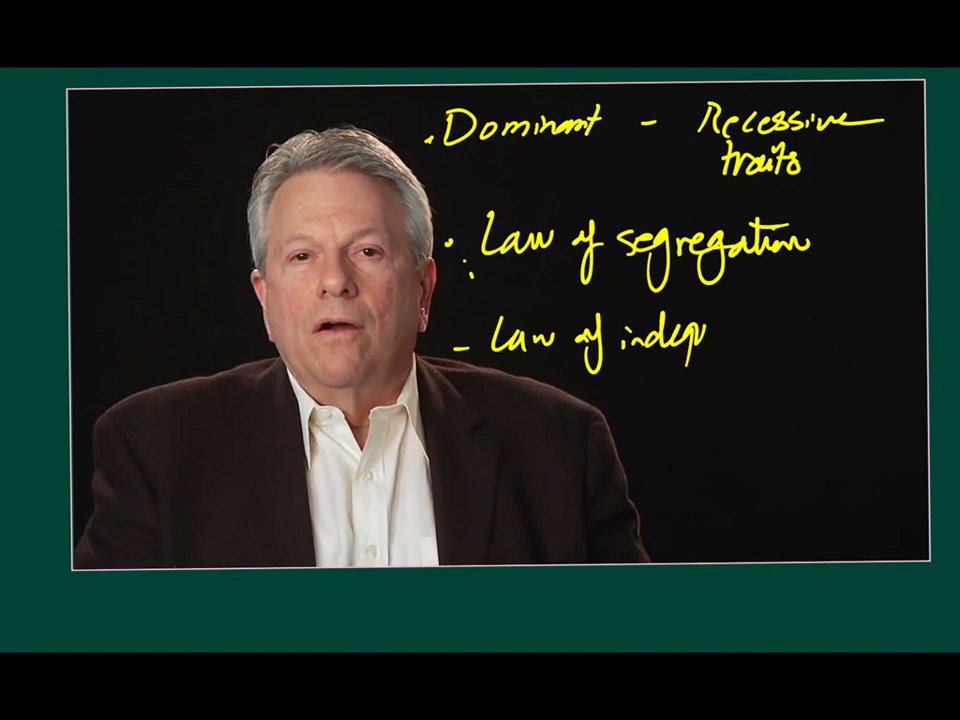 . Dominant - Recessive
traits
. Law of segregation
- Law of indep